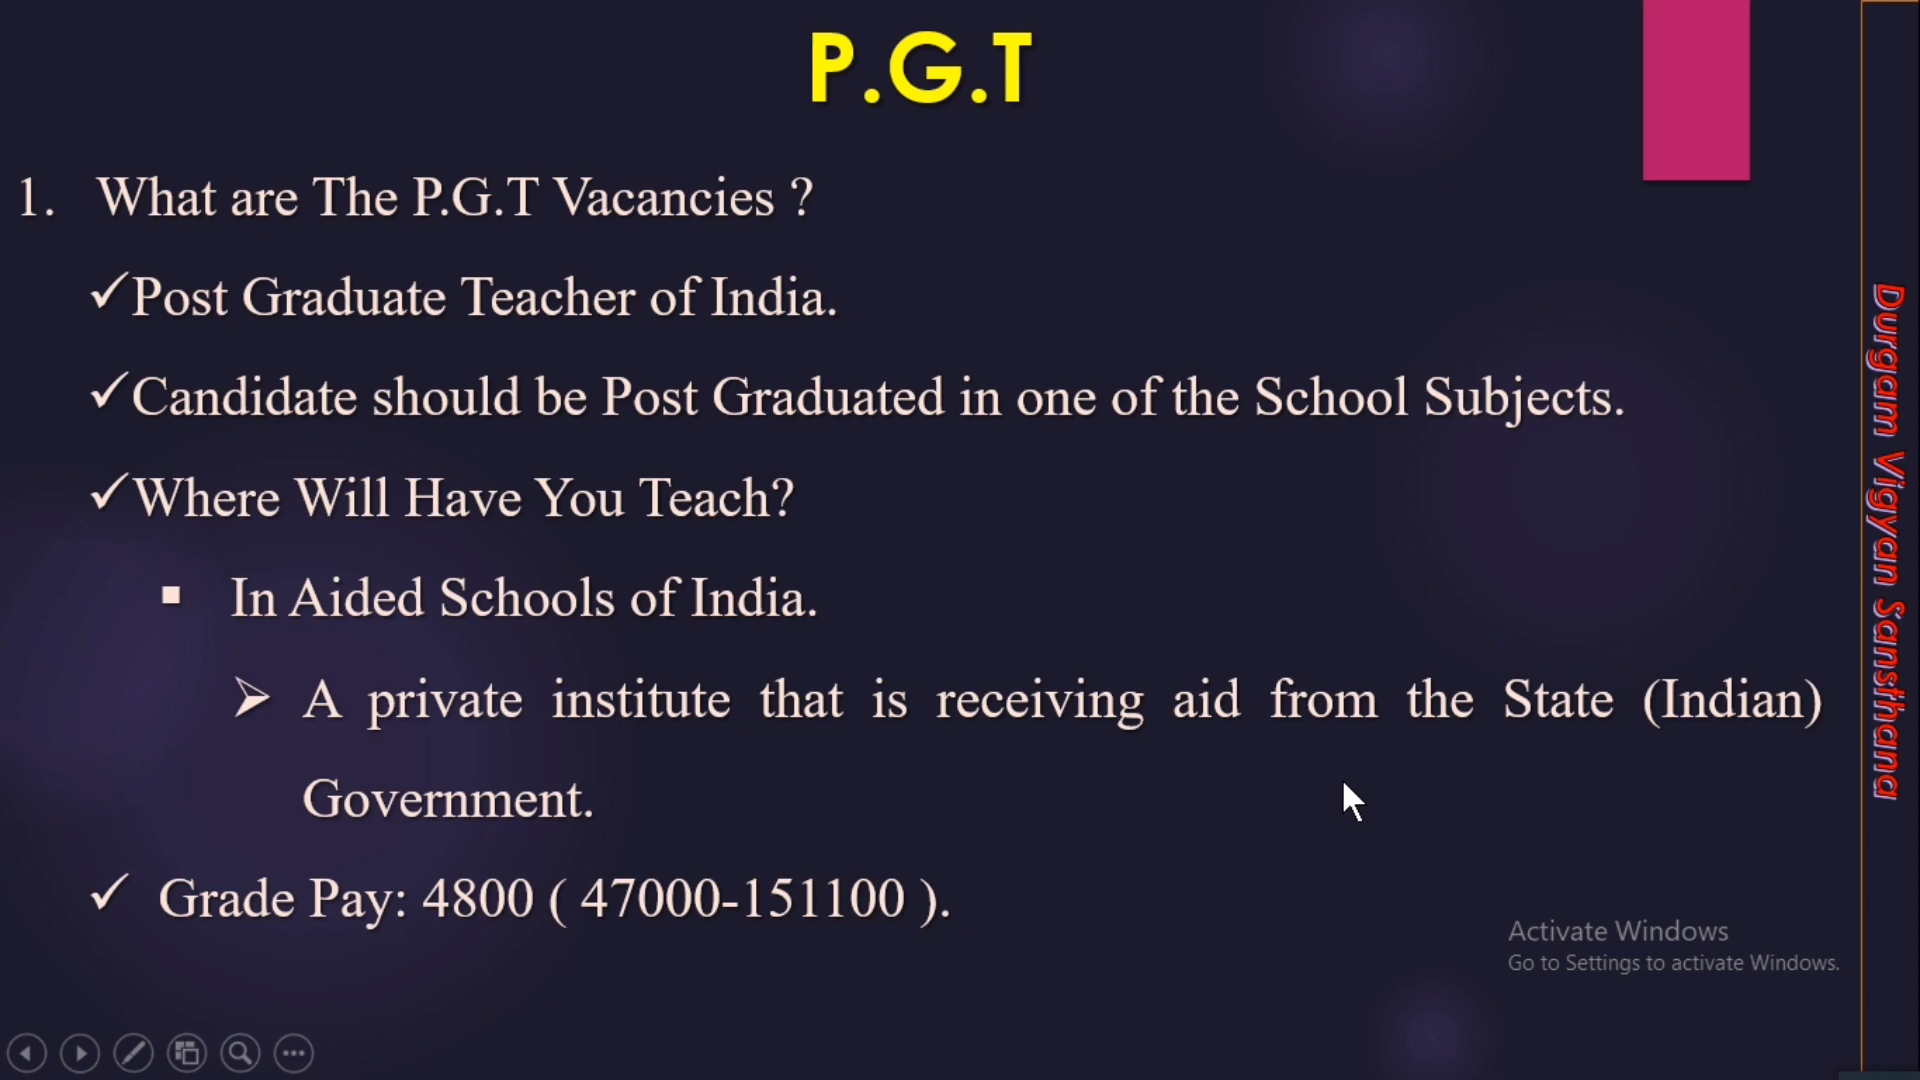 P.G.T
1. What are The P.G.T Vacancies ?
✓Post Graduate Teacher of India.
✓Candidate should be Post Graduated in one of the School Subjects.
✓Where Will Have You Teach?
▪ In Aided Schools of India.
➢ A private institute that is receiving aid from the State (Indian)
Government.
✓ Grade Pay: 4800 ( 47000-151100 ).
Activate Windows
Go to Settings to activate Windows.
Durgam Vigyan Sansthana